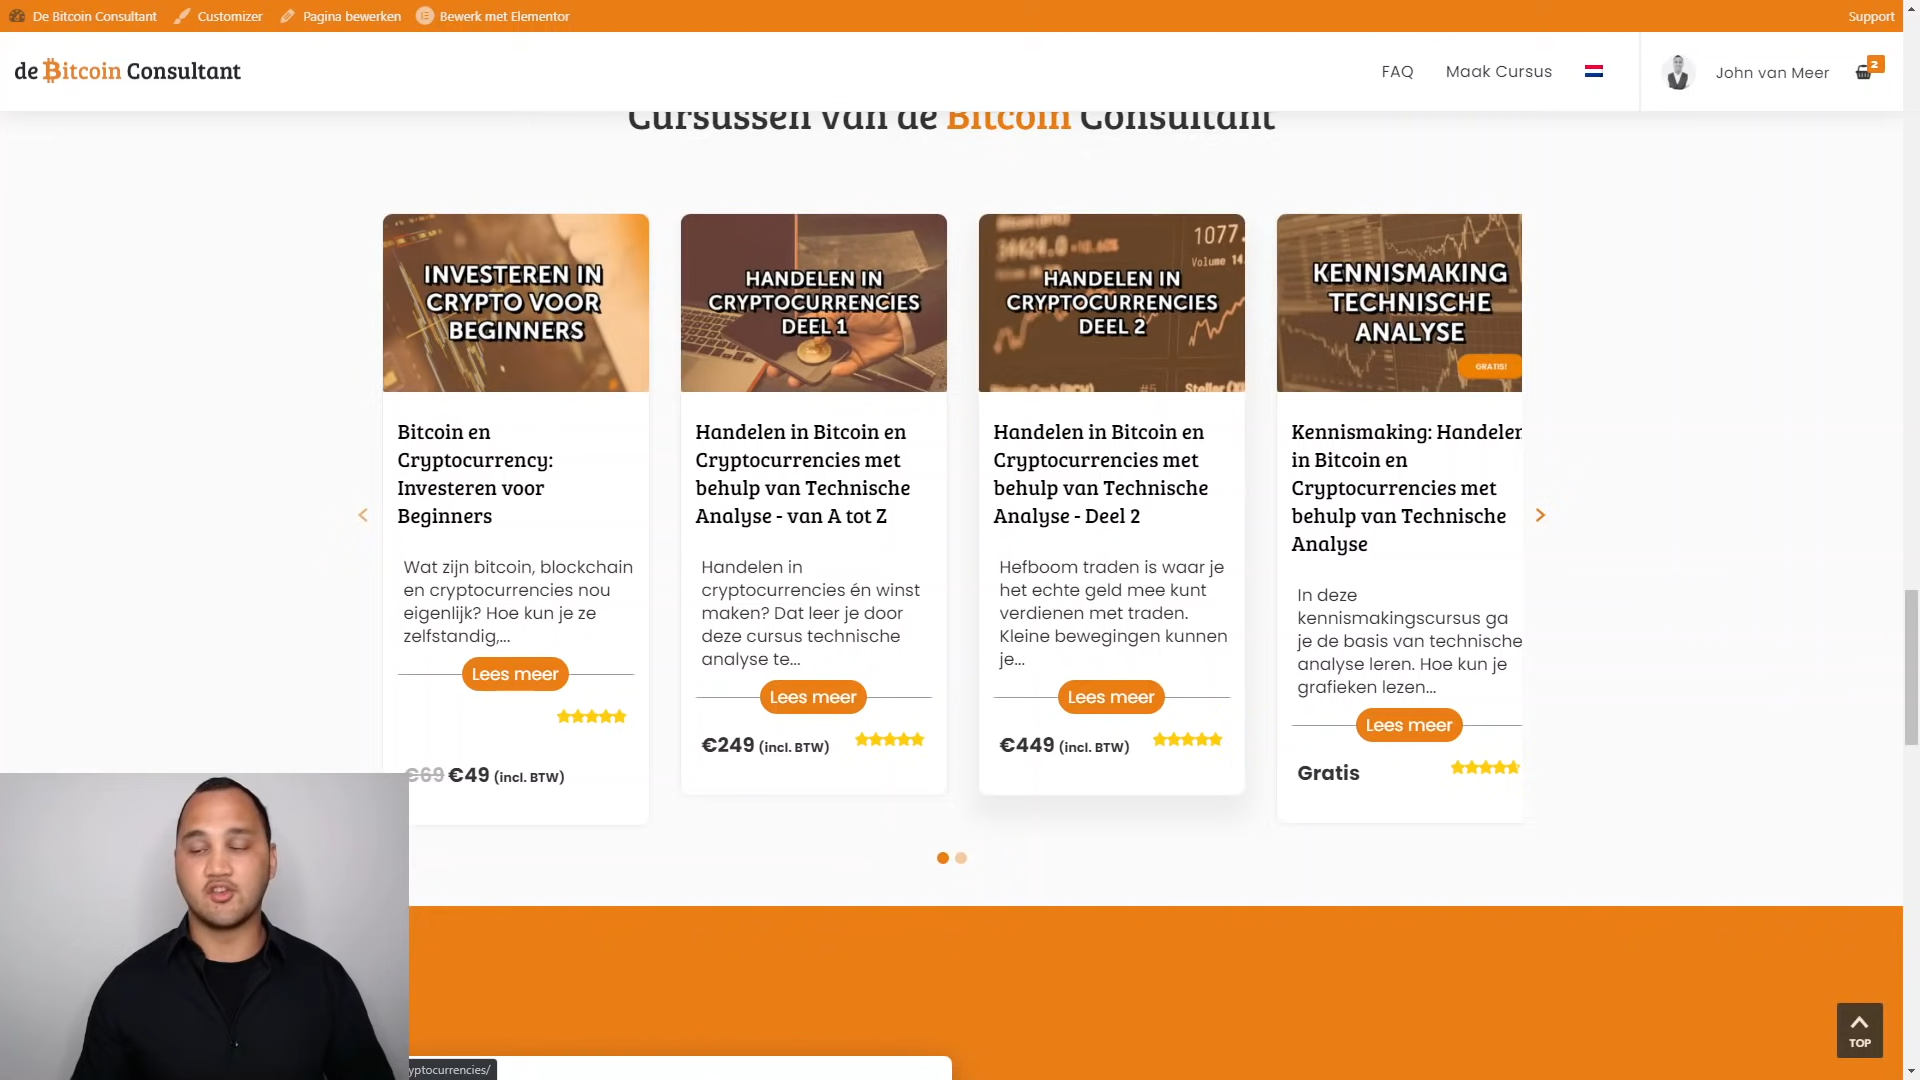 De Bitcoin Consultant
Customizer
Pagina bewerken
Bewerk met Elementor
Support
de Bitcoin Consultant
FAQ
Maak Cursus
John van Meer
2
Cursussen van de Bitcoin Consultant
INVESTEREN IN
CRYPTO VOOR
BEGINNERS
Bitcoin en
Cryptocurrency:
Investeren voor
Beginners
Wat zijn bitcoin, blockchain
en cryptocurrencies nou
eigenlijk? Hoe kun je ze
zelfstandig,...
Lees meer
€69 €49 (incl. BTW)
HANDELEN IN
CRYPTOCURRENCIES
DEEL 1
Handelen in Bitcoin en
Cryptocurrencies met
behulp van Technische
Analyse - van A tot Z
Handelen in
cryptocurrencies én winst
maken? Dat leer je door
deze cursus technische
analyse te...
Lees meer
€249 (incl. BTW)
1077.
Volume 14.
HANDELEN IN
CRYPTOCURRENCIES
DEEL 2
#5
Handelen in Bitcoin en
Cryptocurrencies met
behulp van Technische
Analyse - Deel 2
Hefboom traden is waar je
het echte geld mee kunt
verdienen met traden.
Kleine bewegingen kunnen
je...
Lees meer
€449 (incl. BTW)
KENNISMAKING
TECHNISCHE
ANALYSE
GRATIS!
Kennismaking: Handelen
in Bitcoin en
Cryptocurrencies met
behulp van Technische
Analyse
In deze
kennismakingscursus ga
je de basis van technische
analyse leren. Hoe kun je
grafieken lezen...
Lees meer
Gratis
TOP
yptocurrencies/